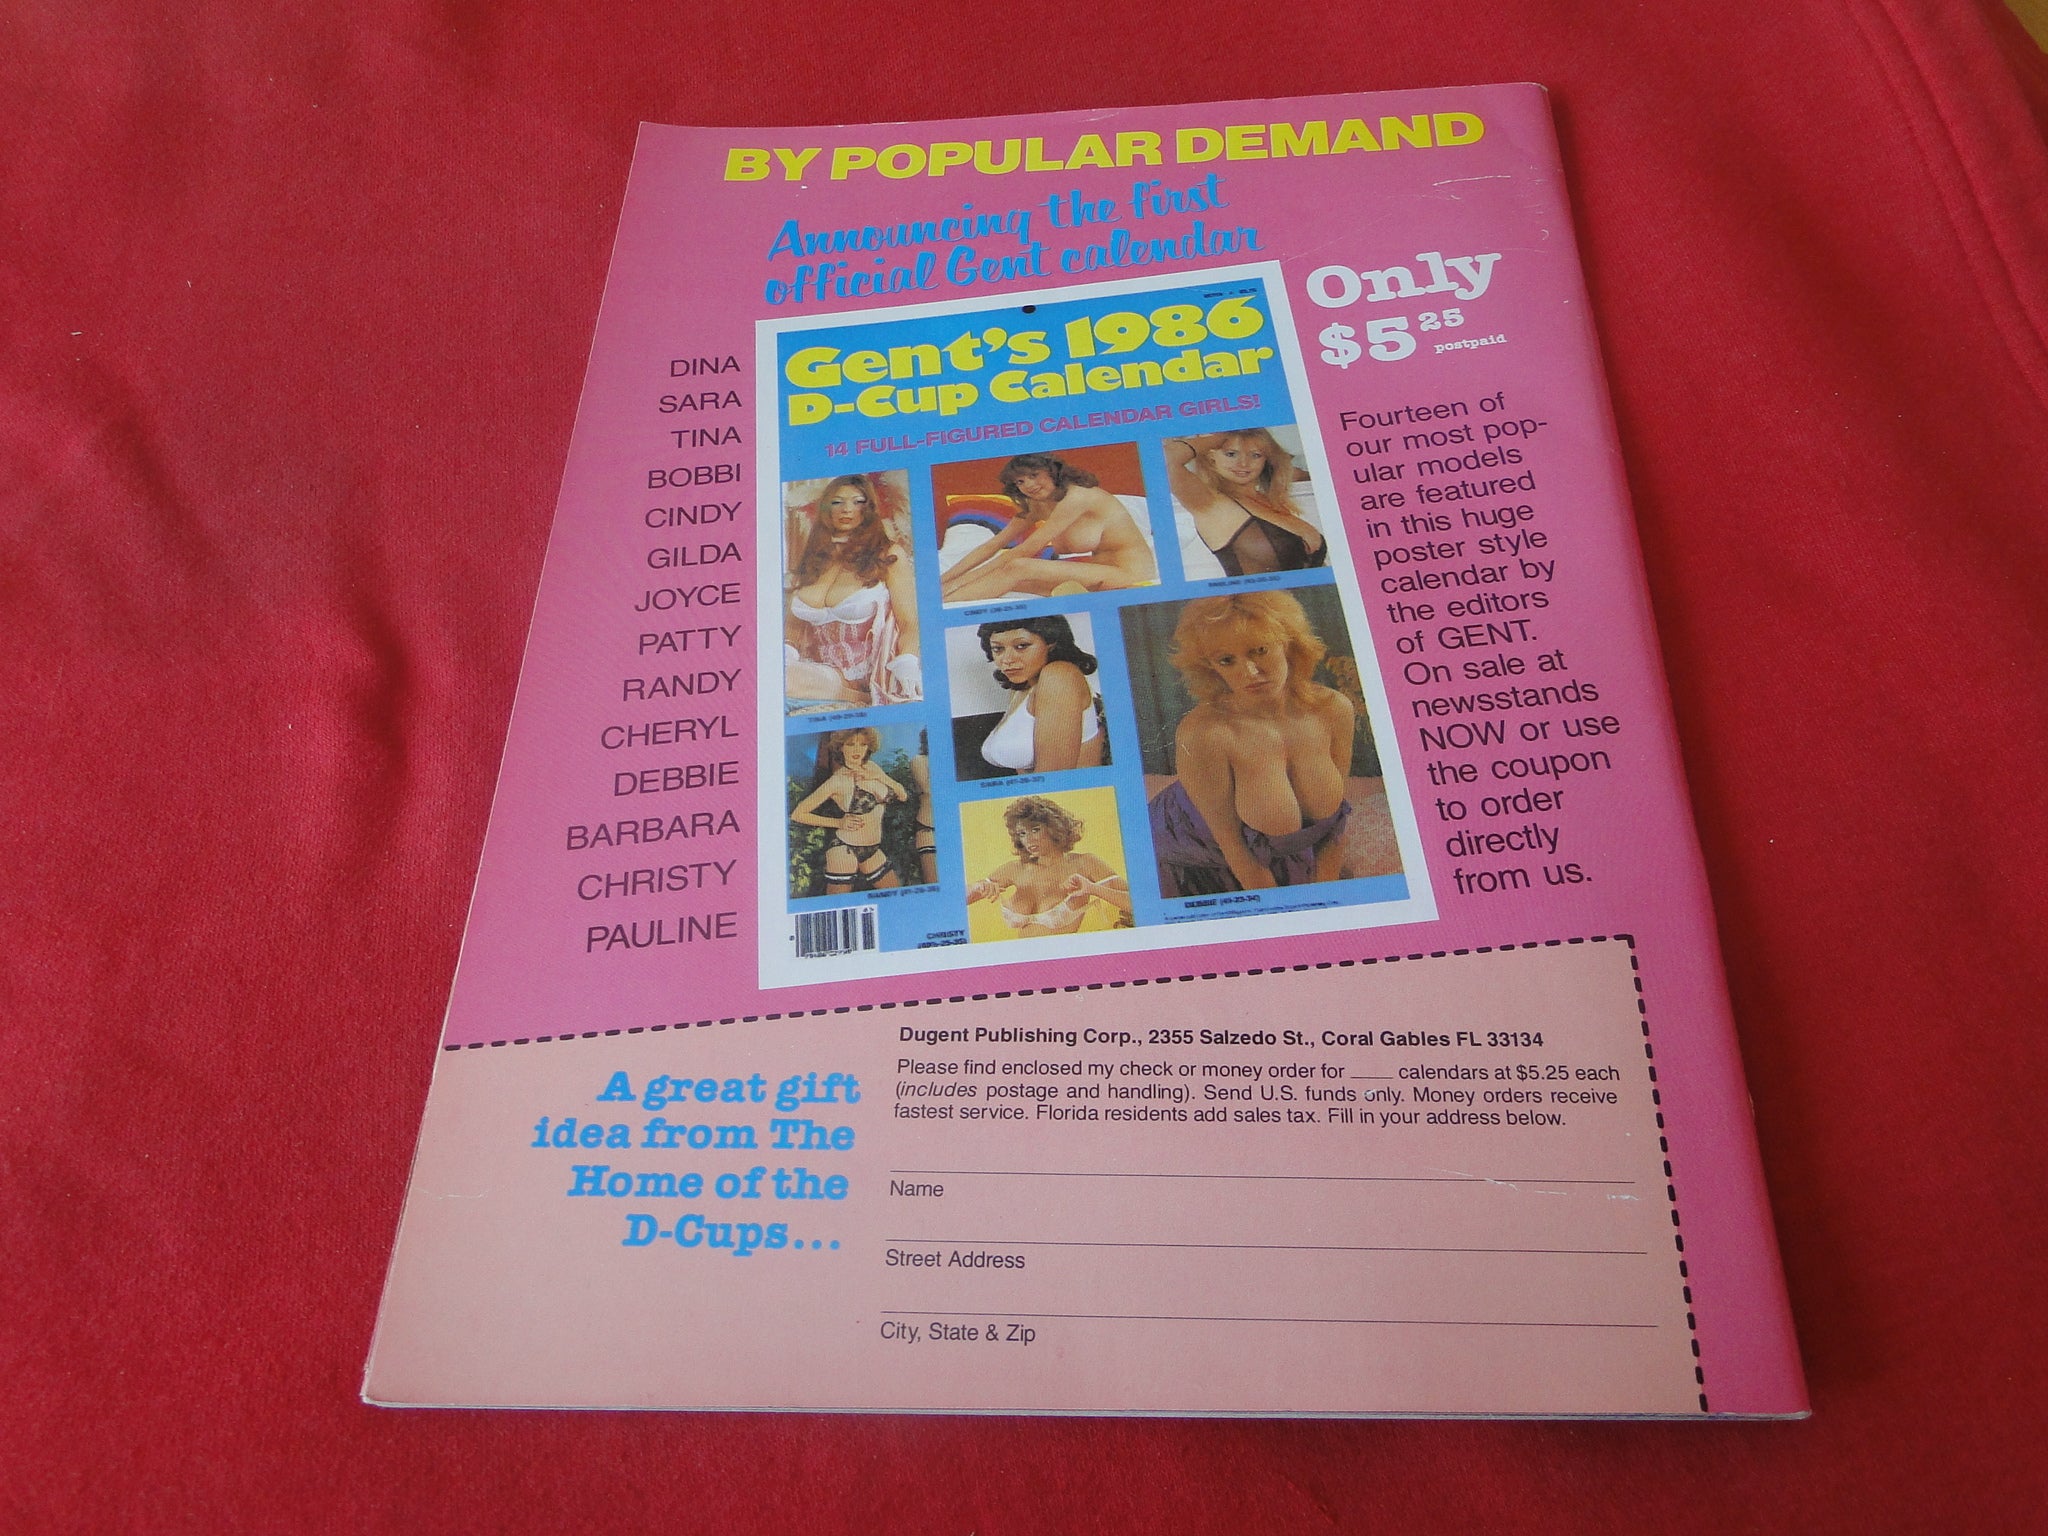 BY POPULAR DEMAND
Announcing the first
official Gent calendar
Only
$5 25
postpaid
DINA
SARA
TINA
BOBBI
CINDY
GILDA
JOYCE
PATTY
RANDY
CHERYL
DEBBIE
BARBARA
CHRISTY
PAULINE
Gent's 1986
D-Cup Calendar
14 FULL-FIGURED CALENDAR GIRLS!
CHRISTY
Fourteen of
our most pop-
ular models
are featured
in this huge
poster style
calendar by
the editors
of GENT.
On sale at
newsstands
NOW or use
the coupon
to order
directly
from us.
A great gift
idea from The
Home of the
D-Cups...
Dugent Publishing Corp., 2355 Salzedo St., Coral Gables FL 33134
Please find enclosed my check or money order for ____ calendars at $5.25 each
(includes postage and handling). Send U.S. funds only. Money orders receive
fastest service. Florida residents add sales tax. Fill in your address below.
Name
Street Address
City, State & Zip